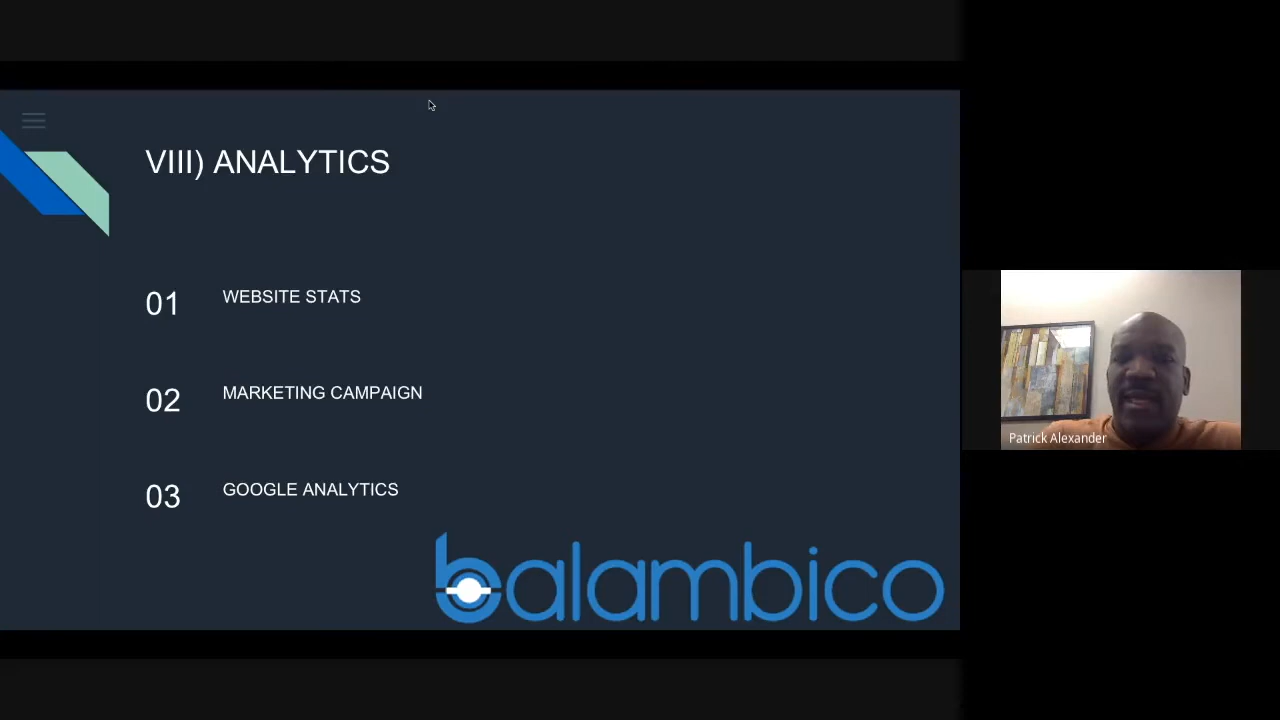 VIII) ANALYTICS
01 WEBSITE STATS
02 MARKETING CAMPAIGN
03 GOOGLE ANALYTICS
balambico
Patrick Alexander